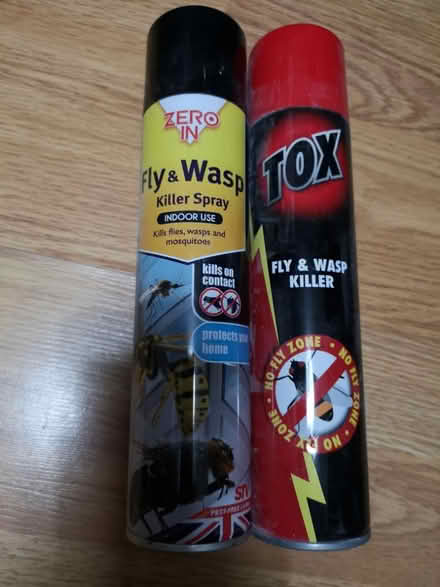 ZERO
IN
Fly & Wasp
Killer Spray
INDOOR USE
Kills flies, wasps and
mosquitoes
kills on
contact
protects your
home
TOX
FLY & WASP
KILLER
NO FLY ZONE • NO FLY ZONE • NO FLY ZONE •